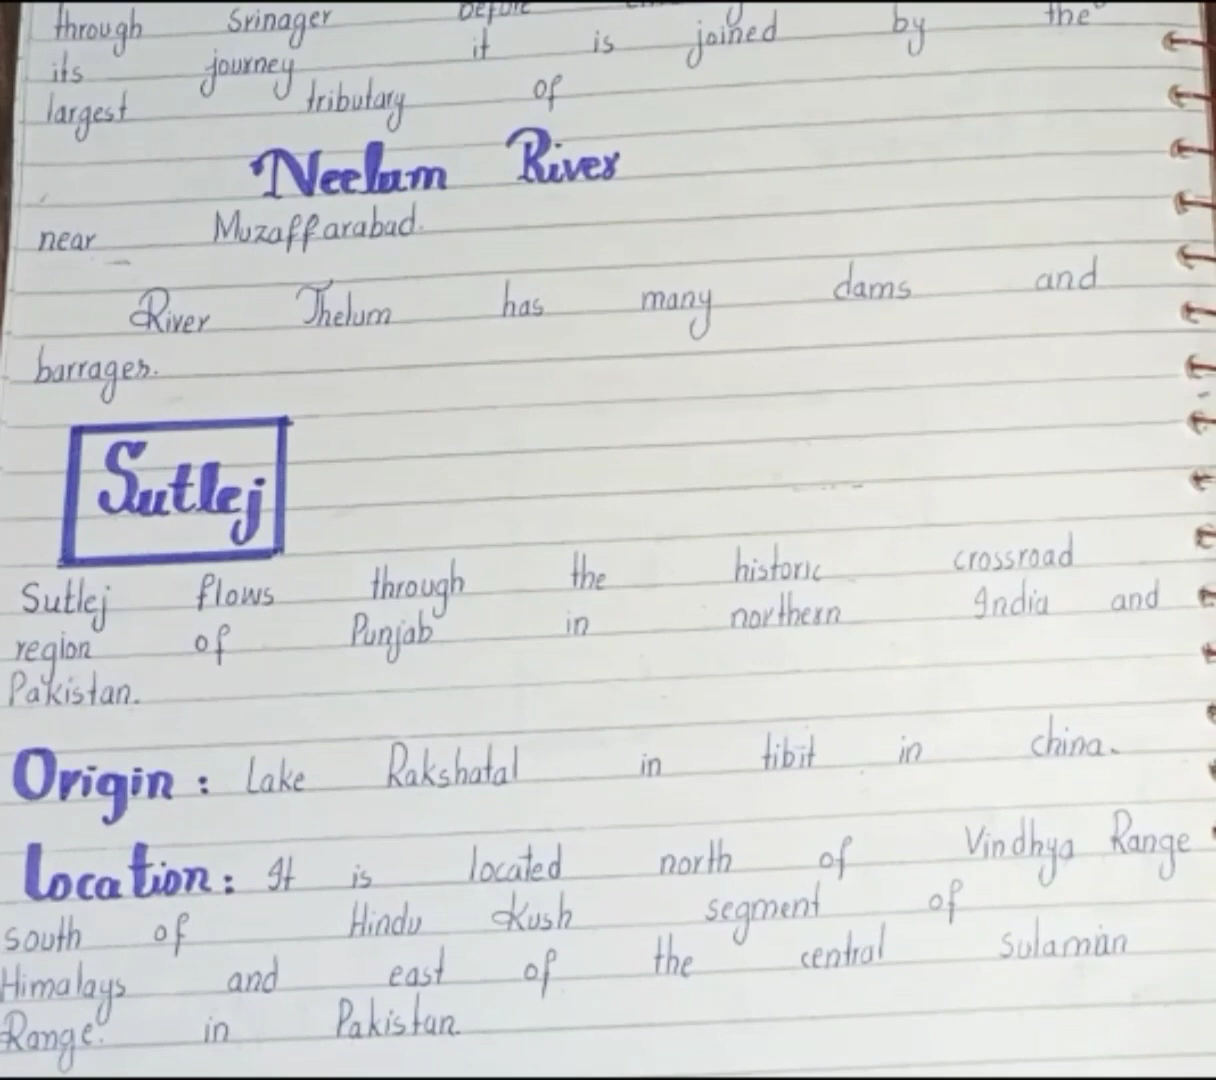 through Srinager before
its journey it is joined by the
largest tributary of
Neelum River
near Muzaffarabad.
River Jhelum has many dams and
barrages.
Sutlej
Sutlej flows through the historic crossroad
region of Punjab in northern India and
Pakistan.
Origin: Lake Rakshatal in tibit in china.
Location: It is located north of Vindhya Range
south of Hindu Kush segment of
Himalays and east of the central Sulaman
Range. in Pakistan.